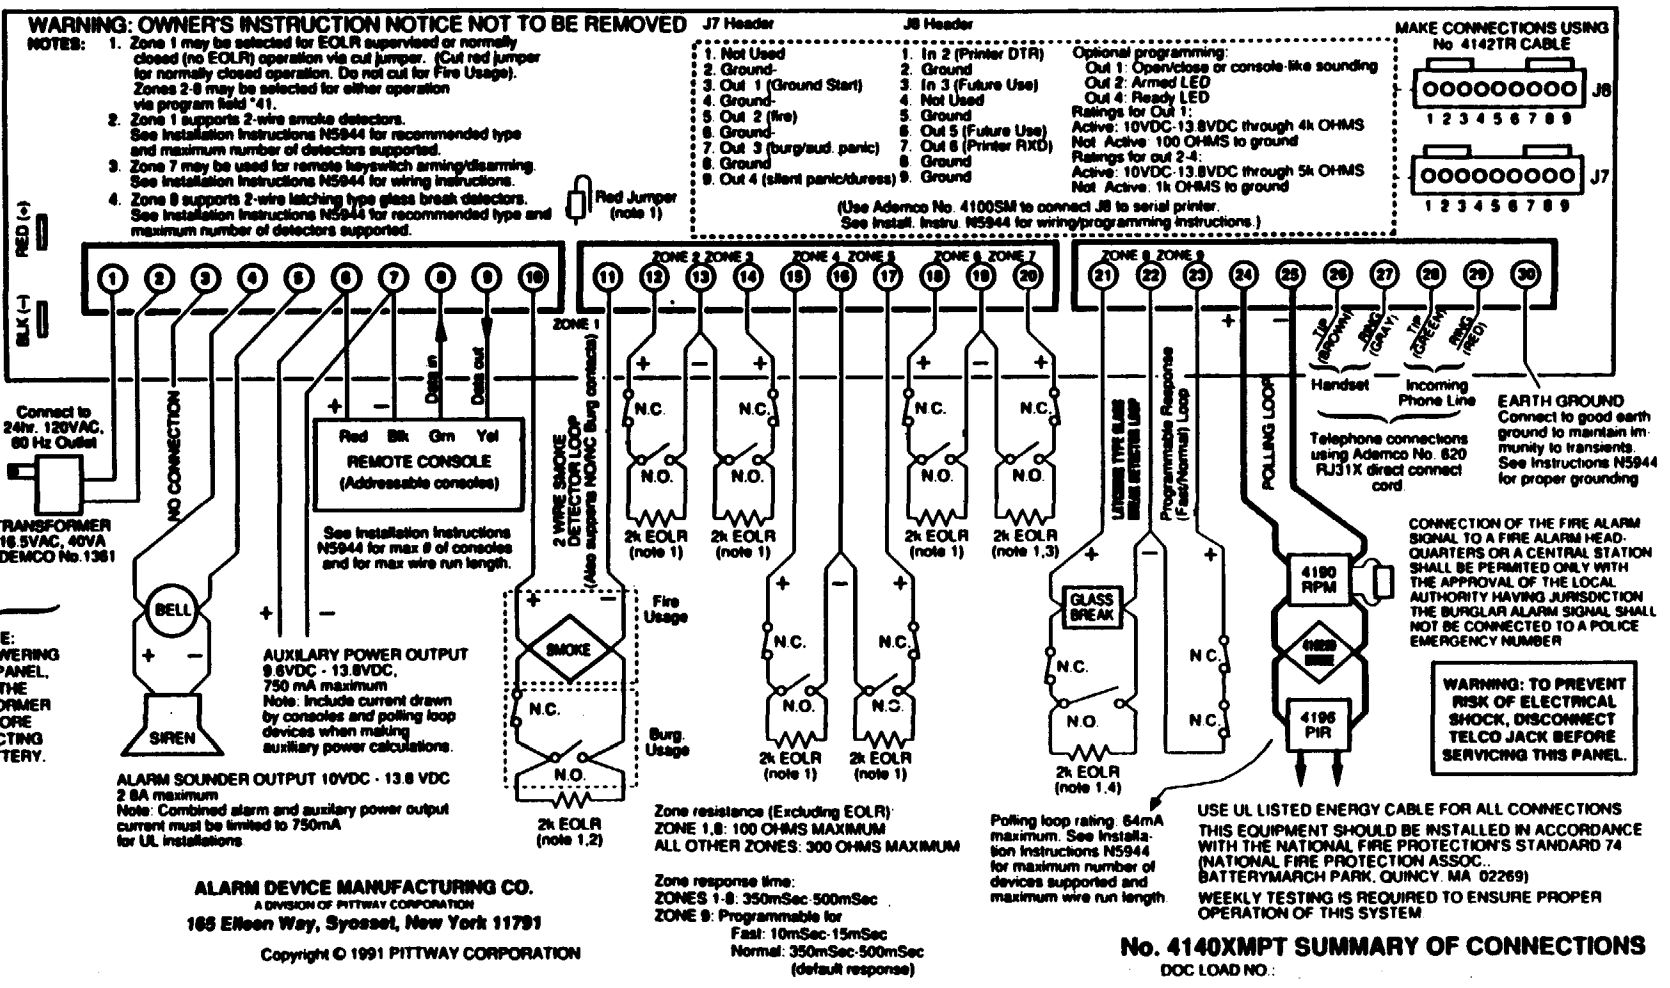 WARNING: OWNER'S INSTRUCTION NOTICE NOT TO BE REMOVED
NOTES: 1. Zone 1 may be selected for EOLR supervised or normally
closed (no EOLR) operation via cut jumper. (Cut red jumper
for normally closed operation. Do not cut for Fire Usage).
Zones 2-8 may be selected for either operation
via program field *41.
2. Zone 1 supports 2-wire smoke detectors.
See Installation Instructions N5944 for recommended type
and maximum number of detectors supported.
3. Zone 7 may be used for remote keyswitch arming/disarming.
See Installation Instructions N5944 for wiring instructions.
4. Zone 8 supports 2-wire latching type glass break detectors.
See Installation Instructions N5944 for recommended type and
maximum number of detectors supported.
Red Jumper
(note 1)
RED (+)
BLK (−)
J7 Header
1. Not Used
2. Ground-
3. Out 1 (Ground Start)
4. Ground-
5. Out 2 (fire)
6. Ground-
7. Out 3 (burg/aud. panic)
8. Ground
9. Out 4 (silent panic/duress)
J8 Header
1. In 2 (Printer DTR)
2. Ground
3. In 3 (Future Use)
4. Not Used
5. Ground
6. Out 5 (Future Use)
7. Out 6 (Printer RXD)
8. Ground
9. Ground
Optional programming:
Out 1: Open/close or console-like sounding
Out 2: Armed LED
Out 4: Ready LED
Ratings for Out 1:
Active: 10VDC-13.8VDC through 4k OHMS
Not Active: 100 OHMS to ground
Ratings for out 2-4:
Active: 10VDC-13.8VDC through 5k OHMS
Not Active: 1k OHMS to ground
(Use Ademco No. 4100SM to connect J8 to serial printer.
See Install. Instru. N5944 for wiring/programming instructions.)
MAKE CONNECTIONS USING
No 4142TR CABLE
J8
1 2 3 4 5 6 7 8 9
J7
1 2 3 4 5 6 7 8 9
ZONE 2 ZONE 3 ZONE 4 ZONE 5 ZONE 6 ZONE 7 ZONE 8 ZONE 9
1 2 3 4 5 6 7 8 9 10 11 12 13 14 15 16 17 18 19 20 21 22 23 24 25 26 27 28 29 30
ZONE 1
Connect to
24hr. 120VAC,
60 Hz Outlet
TRANSFORMER
16.5VAC, 40VA
DEMCO No.1361
NO CONNECTION
BELL
+ −
SIREN
+ −
AUXILARY POWER OUTPUT
9.6VDC - 13.8VDC,
750 mA maximum
Note: Include current drawn
by consoles and polling loop
devices when making
auxiliary power calculations.
ALARM SOUNDER OUTPUT 10VDC - 13.8 VDC
2 8A maximum
Note: Combined alarm and auxilary power output
current must be limited to 750mA
for UL installations
+ − Data in Data out
Red Blk Grn Yel
REMOTE CONSOLE
(Addressable consoles)
See Installation Instructions
N5944 for max # of consoles
and for max wire run length.
2 WIRE SMOKE
DETECTOR LOOP
(Also supports NO/NC Burg contacts)
+ −
SMOKE
Fire
Usage
N.C.
N.O.
Burg.
Usage
2k EOLR
(note 1,2)
+ − +
N.C. N.C.
N.O. N.O.
2k EOLR
(note 1)
2k EOLR
(note 1)
+ − +
N.C. N.C.
N.O. N.O.
2k EOLR
(note 1)
2k EOLR
(note 1)
+ − +
N.C. N.C.
N.O. N.O.
2k EOLR
(note 1)
2k EOLR
(note 1,3)
LATCHING TYPE GLASS
BREAK DETECTOR LOOP
Programmable Response
(Fast/Normal) Loop
+ − +
GLASS
BREAK
N.C.
N.O.
N C.
N C.
2k EOLR
(note 1,4)
+ −
POLLING LOOP
4190
RPM
4196
PIR
TIP
(BROWN)
RING
(GRAY)
TIP
(GREEN)
RING
(RED)
Handset
Incoming
Phone Line
Telephone connections
using Ademco No. 620
RJ31X direct connect
cord
EARTH GROUND
Connect to good earth
ground to maintain im-
munity to transients.
See Instructions N5944
for proper grounding
CONNECTION OF THE FIRE ALARM
SIGNAL TO A FIRE ALARM HEAD-
QUARTERS OR A CENTRAL STATION
SHALL BE PERMITED ONLY WITH
THE APPROVAL OF THE LOCAL
AUTHORITY HAVING JURISDICTION
THE BURGLAR ALARM SIGNAL SHALL
NOT BE CONNECTED TO A POLICE
EMERGENCY NUMBER
WARNING: TO PREVENT
RISK OF ELECTRICAL
SHOCK, DISCONNECT
TELCO JACK BEFORE
SERVICING THIS PANEL.
E:
WERING
PANEL,
THE
ORMER
ORE
CTING
TERY.
Zone resistance (Excluding EOLR)
ZONE 1,8: 100 OHMS MAXIMUM
ALL OTHER ZONES: 300 OHMS MAXIMUM
Zone response time:
ZONES 1-8: 350mSec-500mSec
ZONE 9: Programmable for
Fast: 10mSec-15mSec
Normal: 350mSec-500mSec
(default response)
Polling loop rating: 64mA
maximum. See Installa-
tion Instructions N5944
for maximum number of
devices supported and
maximum wire run length
USE UL LISTED ENERGY CABLE FOR ALL CONNECTIONS
THIS EQUIPMENT SHOULD BE INSTALLED IN ACCORDANCE
WITH THE NATIONAL FIRE PROTECTION'S STANDARD 74
(NATIONAL FIRE PROTECTION ASSOC.,
BATTERYMARCH PARK, QUINCY, MA 02269)
WEEKLY TESTING IS REQUIRED TO ENSURE PROPER
OPERATION OF THIS SYSTEM
ALARM DEVICE MANUFACTURING CO.
A DIVISION OF PITTWAY CORPORATION
165 Eileen Way, Syosset, New York 11791
Copyright © 1991 PITTWAY CORPORATION
No. 4140XMPT SUMMARY OF CONNECTIONS
DOC LOAD NO.: